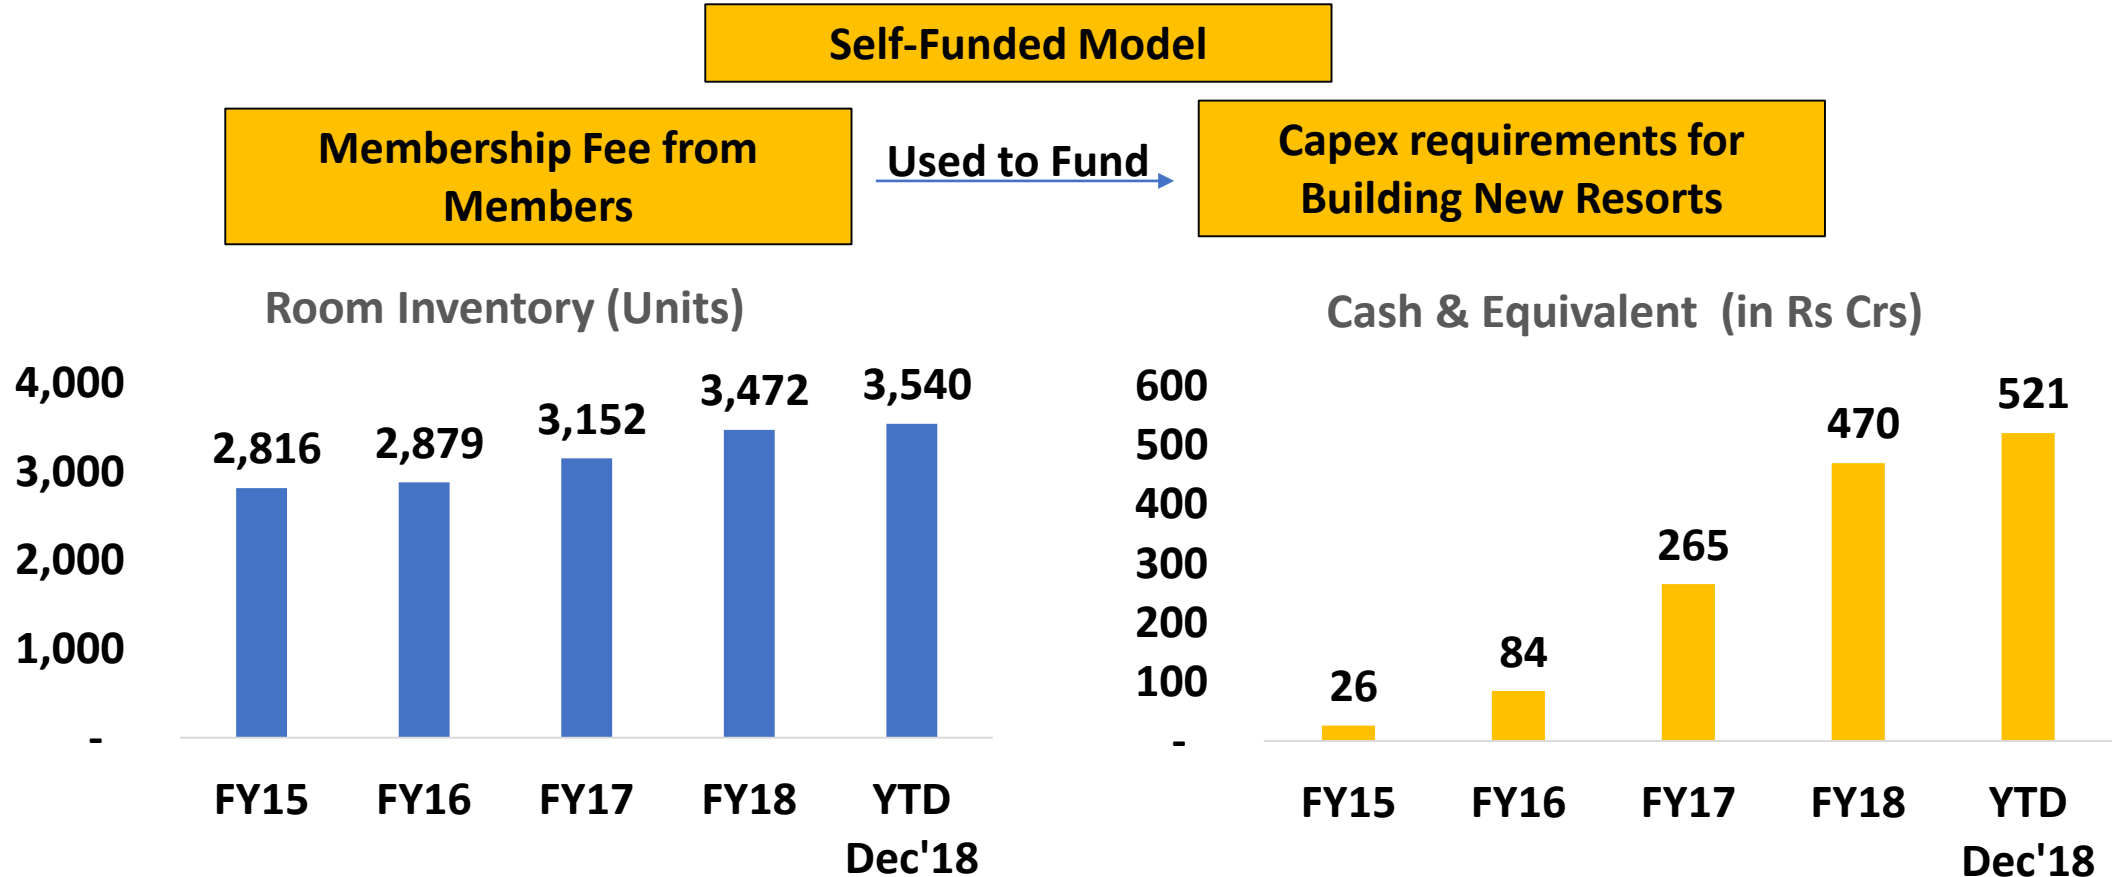 Self-Funded Model
Membership Fee from
Members
Used to Fund
Capex requirements for
Building New Resorts
Room Inventory (Units)
4,000
3,000
2,000
1,000
-
2,816
2,879
3,152
3,472
3,540
FY15
FY16
FY17
FY18
YTD
Dec'18
Cash & Equivalent  (in Rs Crs)
600
500
400
300
200
100
-
26
84
265
470
521
FY15
FY16
FY17
FY18
YTD
Dec'18